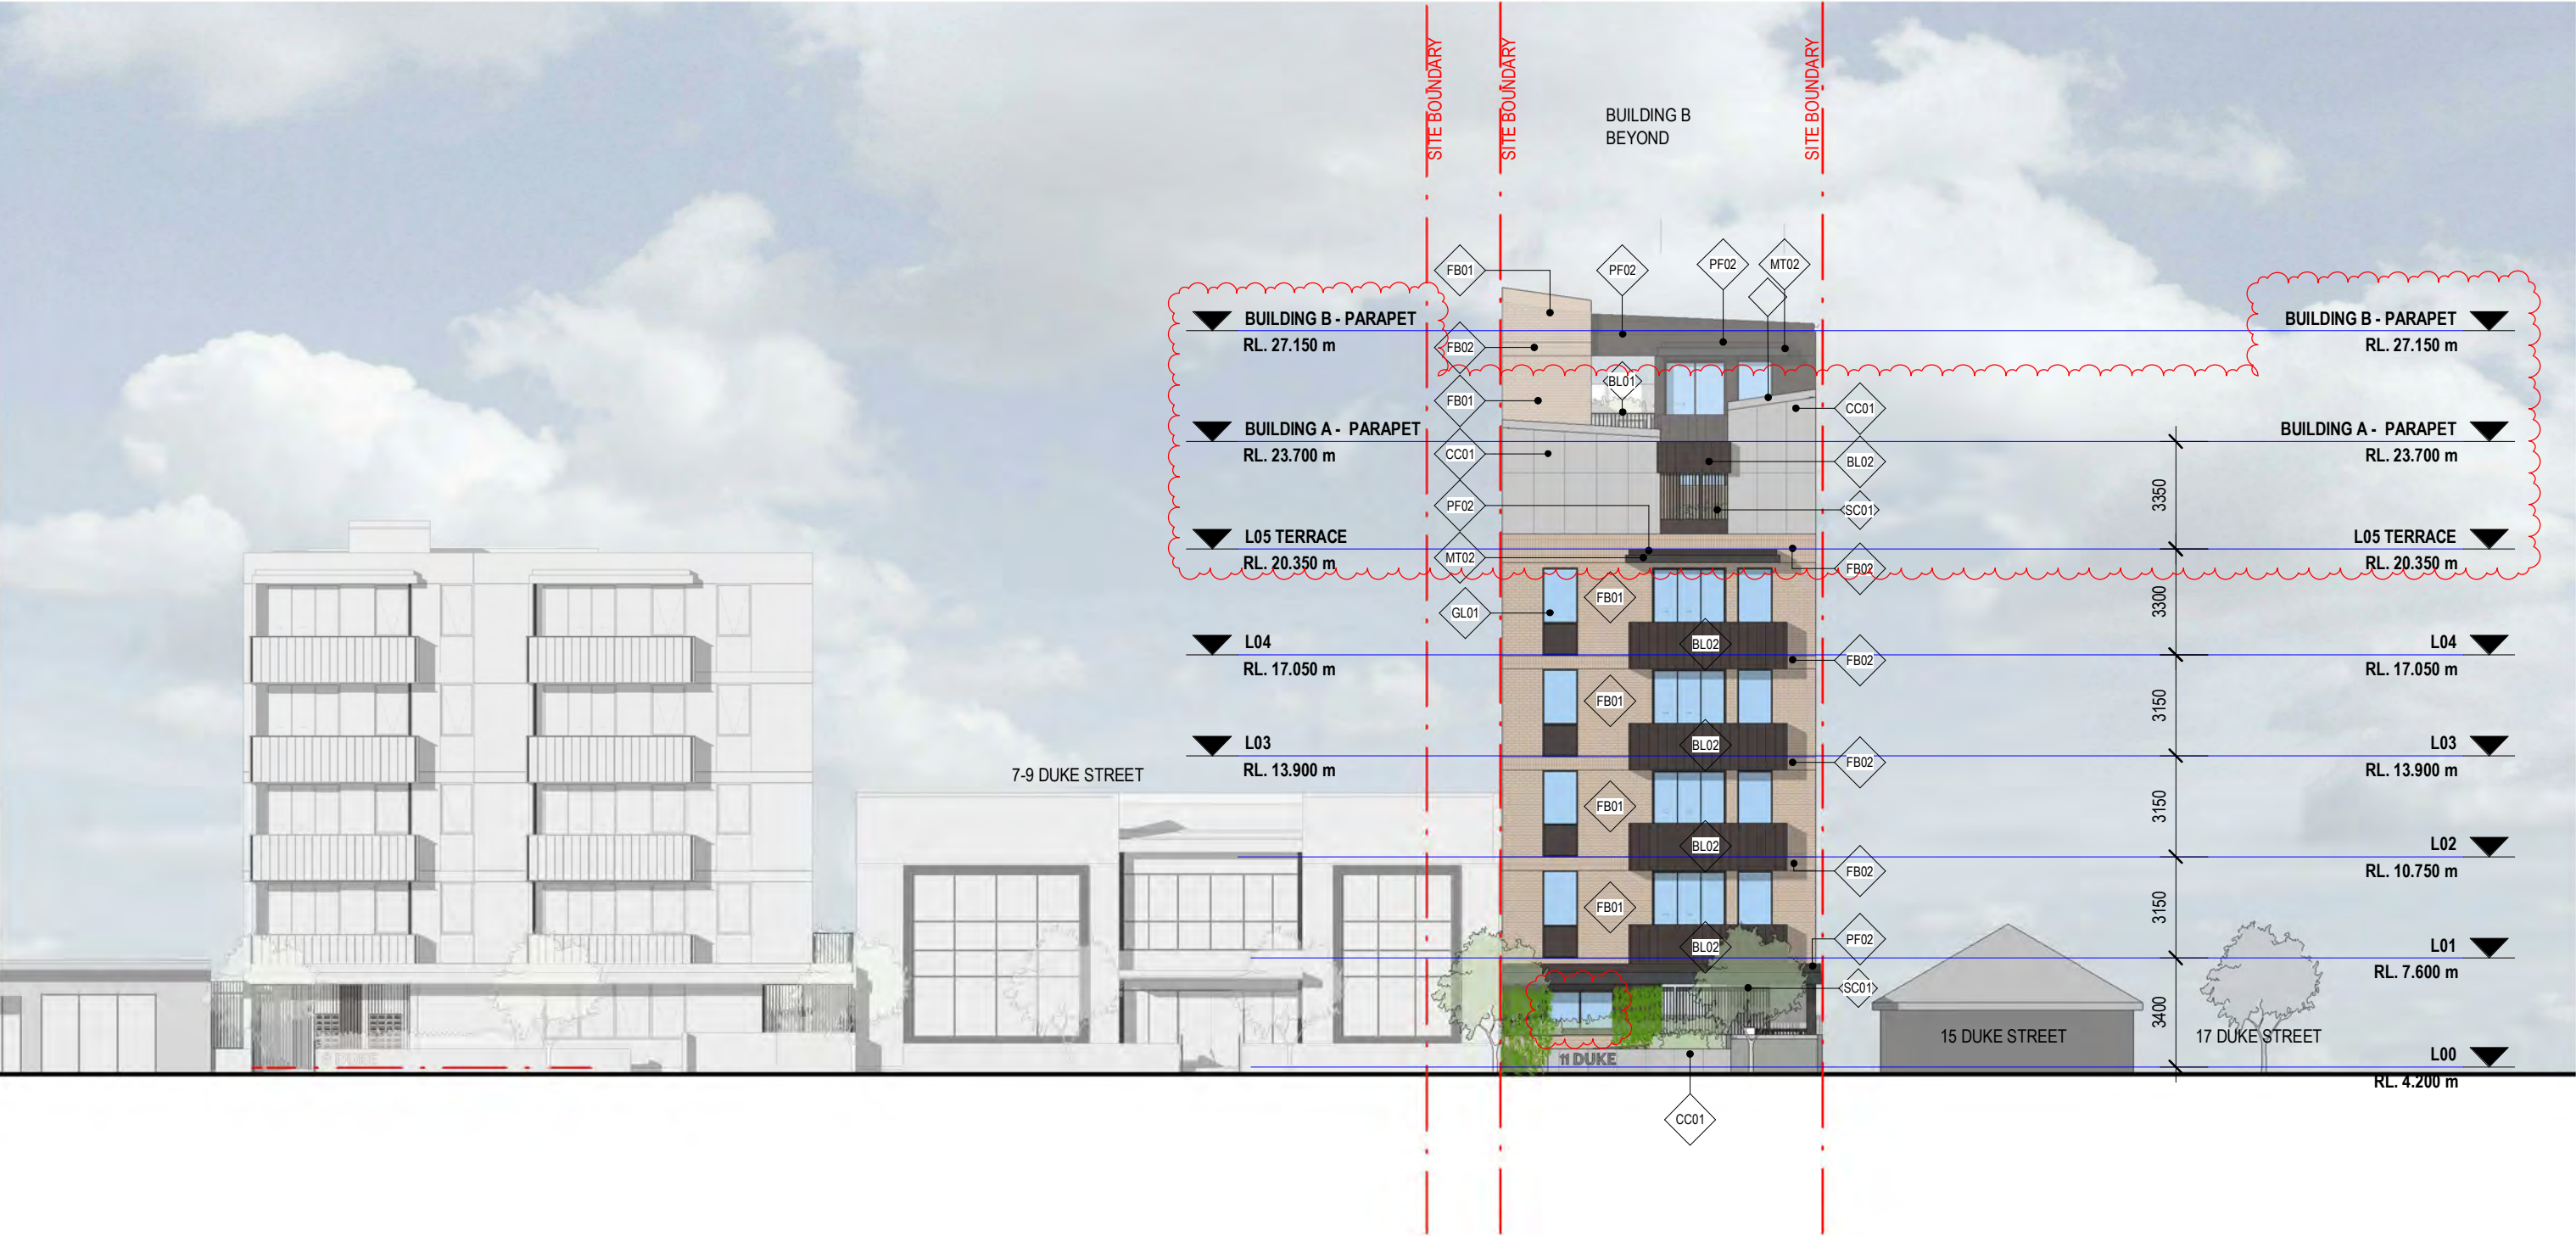 SITE BOUNDARY
SITE BOUNDARY
SITE BOUNDARY
BUILDING B
BEYOND
FB01
PF02
PF02
MT02
BUILDING B - PARAPET
RL. 27.150 m
FB02
BUILDING B - PARAPET
RL. 27.150 m
BL01
FB01
CC01
BUILDING A - PARAPET
RL. 23.700 m
CC01
BL02
BUILDING A - PARAPET
RL. 23.700 m
3350
PF02
SC01
L05 TERRACE
RL. 20.350 m
MT02
FB02
L05 TERRACE
RL. 20.350 m
FB01
GL01
3300
L04
RL. 17.050 m
BL02
FB02
L04
RL. 17.050 m
FB01
3150
L03
RL. 13.900 m
BL02
FB02
L03
RL. 13.900 m
7-9 DUKE STREET
FB01
3150
BL02
FB02
L02
RL. 10.750 m
FB01
3150
BL02
PF02
L01
RL. 7.600 m
SC01
3400
15 DUKE STREET
17 DUKE STREET
11 DUKE
L00
RL. 4.200 m
CC01